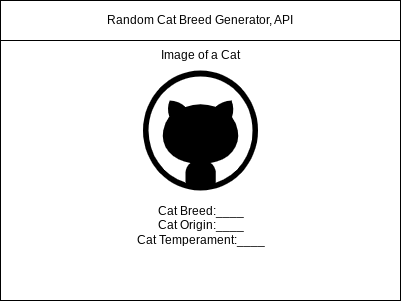 Random Cat Breed Generator, API
Image of a Cat
Cat Breed:____
Cat Origin:____
Cat Temperament:____